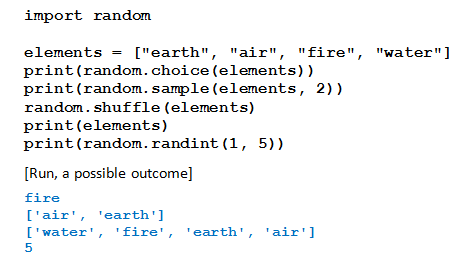 import random
elements = ["earth", "air", "fire", "water"]
print(random.choice(elements))
print(random.sample(elements, 2))
random.shuffle(elements)
print(elements)
print(random.randint(1, 5))
[Run, a possible outcome]
fire
['air', 'earth']
['water', 'fire', 'earth', 'air']
5